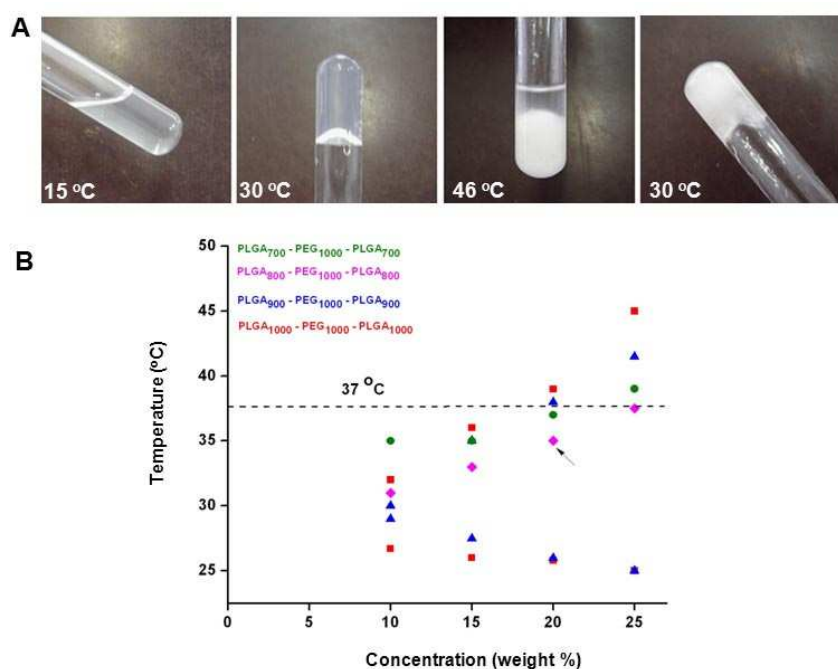 A
15 °C
30 °C
46 °C
30 °C
B
PLGA700 - PEG1000 - PLGA700
PLGA800 - PEG1000 - PLGA800
PLGA900 - PEG1000 - PLGA900
PLGA1000 - PEG1000 - PLGA1000
37 °C
50
45
40
35
30
25
0
5
10
15
20
25
Temperature (°C)
Concentration (weight %)